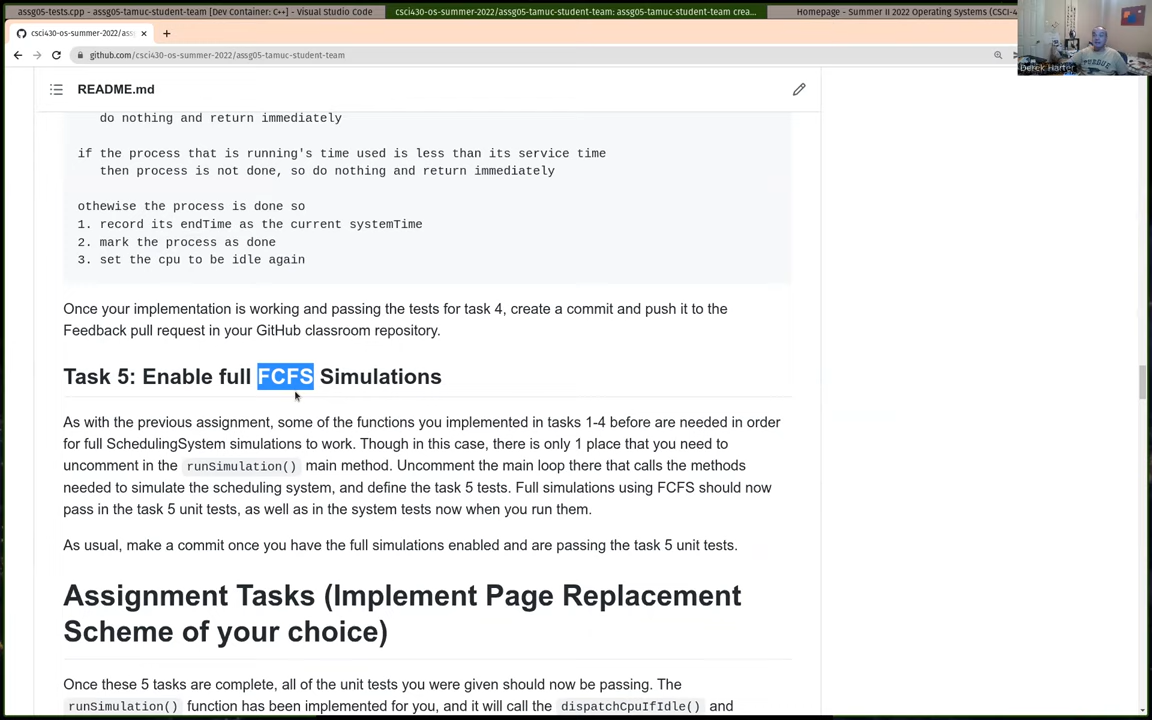 assg05-tests.cpp - assg05-tamuc-student-team [Dev Container: C++] - Visual Studio Code
csci430-os-summer-2022/assg05-tamuc-student-team: assg05-tamuc-student-team crea...
Homepage - Summer II 2022 Operating Systems (CSCI-4
csci430-os-summer-2022/ass
github.com/csci430-os-summer-2022/assg05-tamuc-student-team
Derek Harter
README.md
do nothing and return immediately
if the process that is running's time used is less than its service time
then process is not done, so do nothing and return immediately
othewise the process is done so
1. record its endTime as the current systemTime
2. mark the process as done
3. set the cpu to be idle again
Once your implementation is working and passing the tests for task 4, create a commit and push it to the
Feedback pull request in your GitHub classroom repository.
Task 5: Enable full FCFS Simulations
As with the previous assignment, some of the functions you implemented in tasks 1-4 before are needed in order
for full SchedulingSystem simulations to work. Though in this case, there is only 1 place that you need to
uncomment in the runSimulation() main method. Uncomment the main loop there that calls the methods
needed to simulate the scheduling system, and define the task 5 tests. Full simulations using FCFS should now
pass in the task 5 unit tests, as well as in the system tests now when you run them.
As usual, make a commit once you have the full simulations enabled and are passing the task 5 unit tests.
Assignment Tasks (Implement Page Replacement
Scheme of your choice)
Once these 5 tasks are complete, all of the unit tests you were given should now be passing. The
runSimulation() function has been implemented for you, and it will call the dispatchCpuIfIdle() and